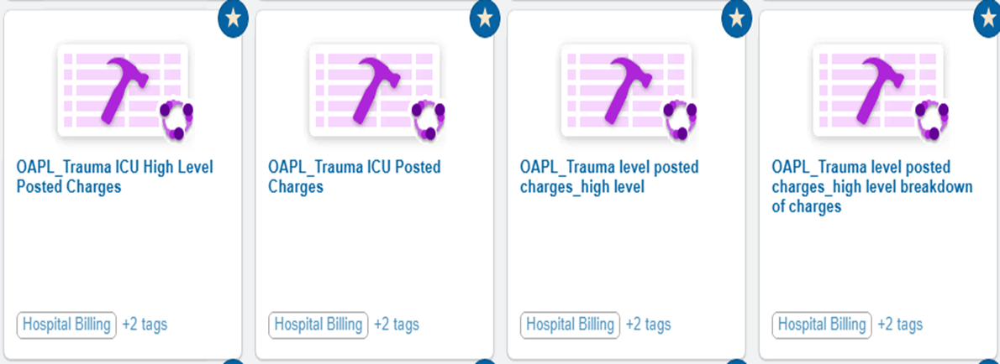 OAPL_Trauma ICU High Level
Posted Charges
Hospital Billing +2 tags
OAPL_Trauma ICU Posted
Charges
Hospital Billing +2 tags
OAPL_Trauma level posted
charges_high level
Hospital Billing +2 tags
OAPL_Trauma level posted
charges_high level breakdown
of charges
Hospital Billing +2 tags